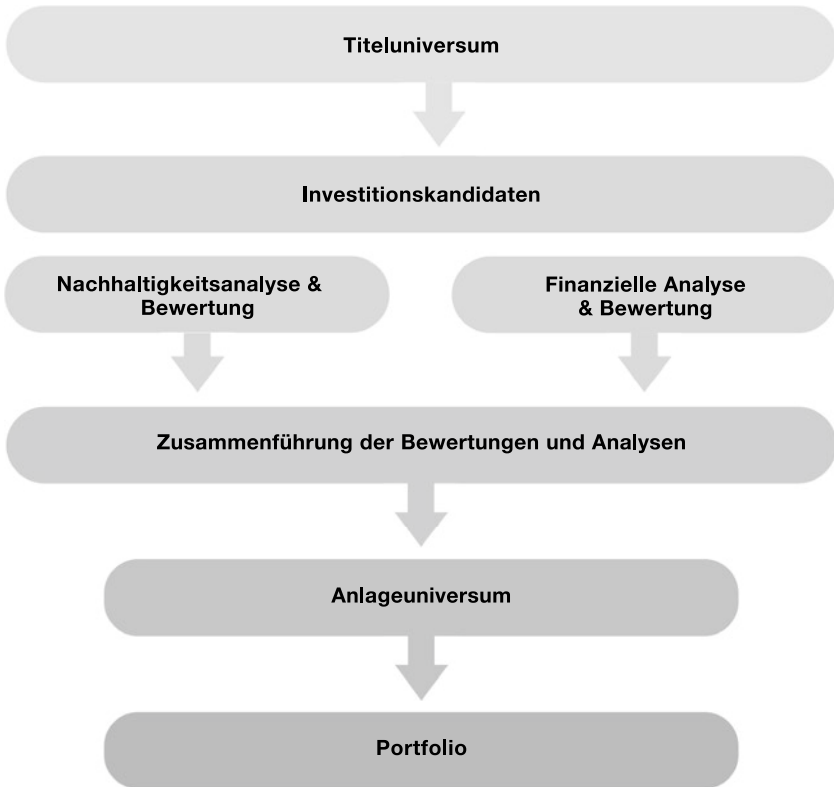 Titeluniversum
Investitionskandidaten
Nachhaltigkeitsanalyse &
Bewertung
Finanzielle Analyse
& Bewertung
Zusammenführung der Bewertungen und Analysen
Anlageuniversum
Portfolio